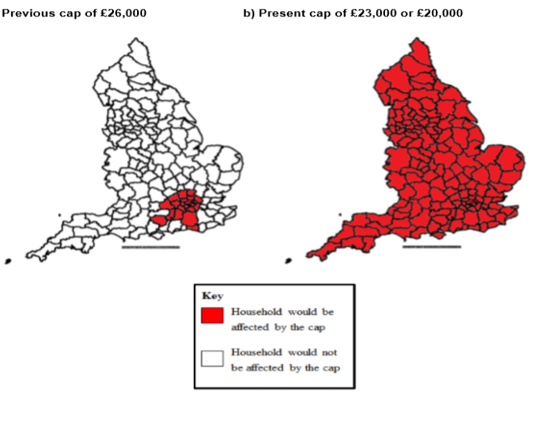 Previous cap of £26,000
b) Present cap of £23,000 or £20,000
Key
Household would be
affected by the cap
Household would not
be affected by the cap